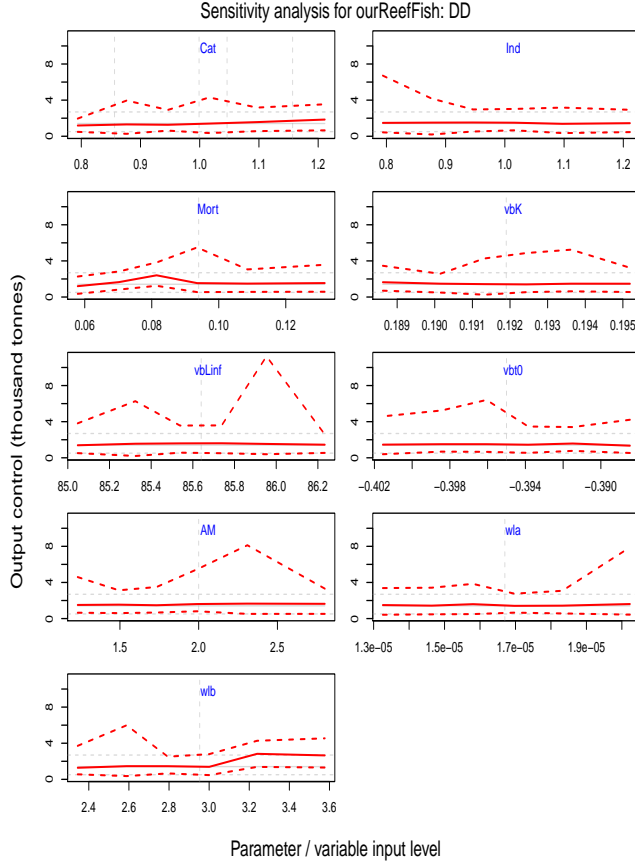 Sensitivity analysis for ourReefFish: DD
Output control (thousand tonnes)
Cat
0 4 8
0.8 0.9 1.0 1.1 1.2
Ind
0 4 8
0.8 0.9 1.0 1.1 1.2
Mort
0 4 8
0.06 0.08 0.10 0.12
vbK
0 4 8
0.189 0.190 0.191 0.192 0.193 0.194 0.195
vbLinf
0 4 8
85.0 85.2 85.4 85.6 85.8 86.0 86.2
vbt0
0 4 8
−0.402 −0.398 −0.394 −0.390
AM
0 4 8
1.5 2.0 2.5
wla
0 4 8
1.3e−05 1.5e−05 1.7e−05 1.9e−05
wlb
0 4 8
2.4 2.6 2.8 3.0 3.2 3.4 3.6
Parameter / variable input level